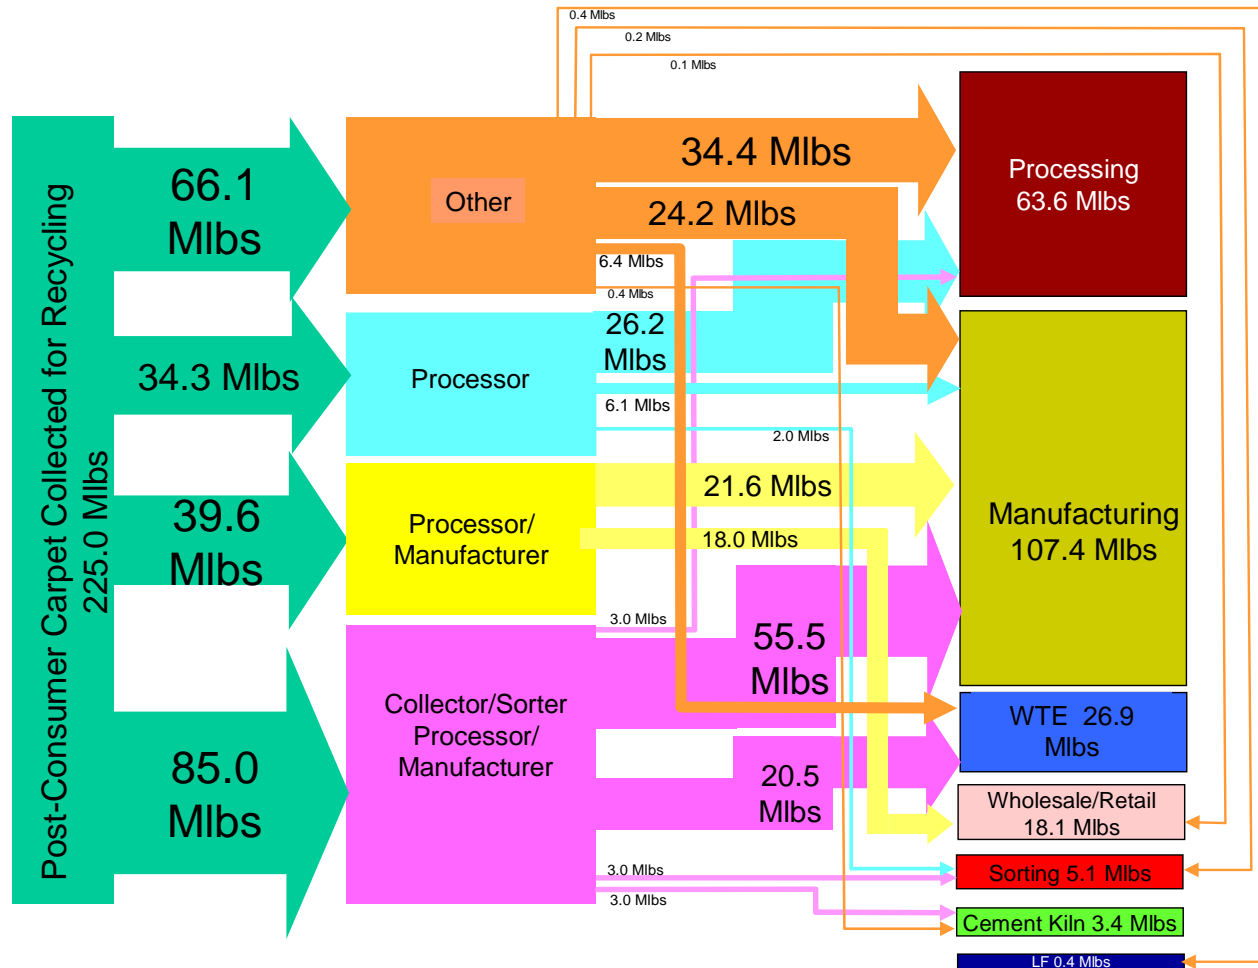 0.4 Mlbs
0.2 Mlbs
0.1 Mlbs
Post-Consumer Carpet Collected for Recycling
225.0 Mlbs
66.1
Mlbs
34.3 Mlbs
39.6
Mlbs
85.0
Mlbs
Other
Processor
Processor/
Manufacturer
Collector/Sorter
Processor/
Manufacturer
34.4 Mlbs
24.2 Mlbs
6.4 Mlbs
0.4 Mlbs
26.2
Mlbs
6.1 Mlbs
2.0 Mlbs
21.6 Mlbs
18.0 Mlbs
3.0 Mlbs
55.5
Mlbs
20.5
Mlbs
3.0 Mlbs
3.0 Mlbs
Processing
63.6 Mlbs
Manufacturing
107.4 Mlbs
WTE 26.9
Mlbs
Wholesale/Retail
18.1 Mlbs
Sorting 5.1 Mlbs
Cement Kiln 3.4 Mlbs
LF 0.4 Mlbs